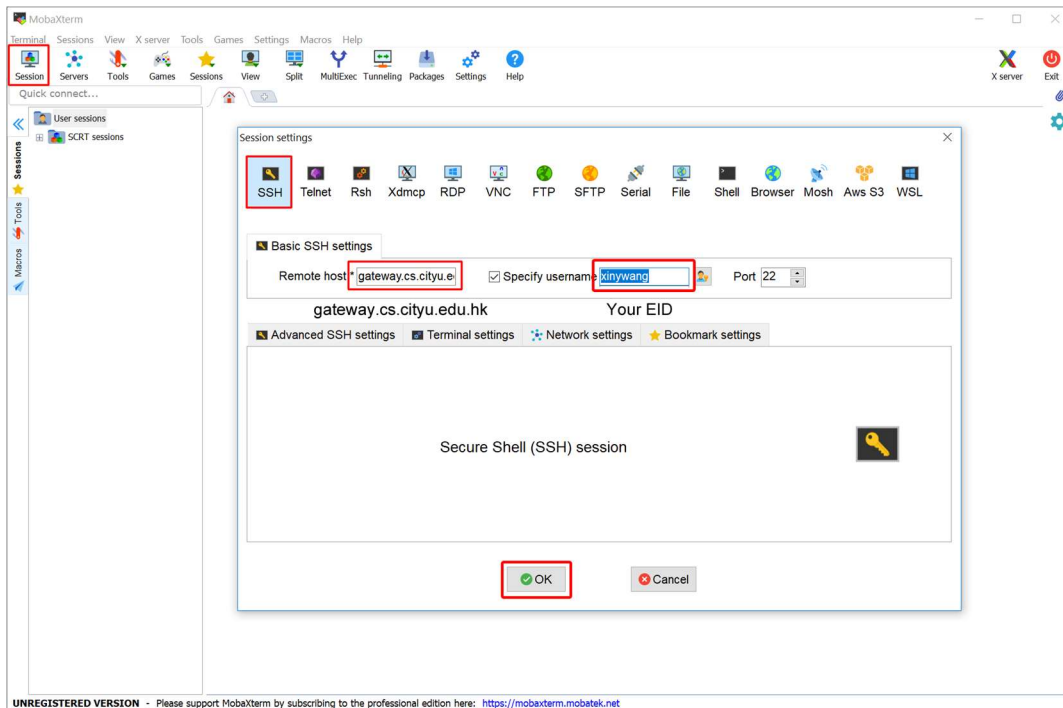 MobaXterm
Terminal Sessions View X server Tools Games Settings Macros Help
Session Servers Tools Games Sessions View Split MultiExec Tunneling Packages Settings Help X server Exit
Quick connect...
User sessions
SCRT sessions
Sessions
Tools
Macros
Session settings
SSH Telnet Rsh Xdmcp RDP VNC FTP SFTP Serial File Shell Browser Mosh Aws S3 WSL
Basic SSH settings
Remote host * gateway.cs.cityu.e Specify username xinywang Port 22
gateway.cs.cityu.edu.hk Your EID
Advanced SSH settings Terminal settings Network settings Bookmark settings
Secure Shell (SSH) session
OK Cancel
UNREGISTERED VERSION - Please support MobaXterm by subscribing to the professional edition here: https://mobaxterm.mobatek.net